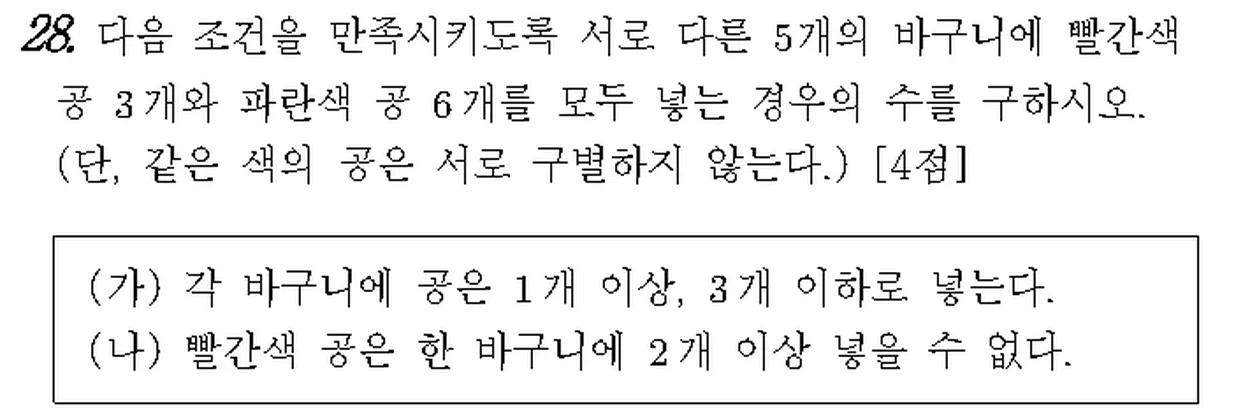 28. 다음 조건을 만족시키도록 서로 다른 5개의 바구니에 빨간색
공 3개와 파란색 공 6개를 모두 넣는 경우의 수를 구하시오.
(단, 같은 색의 공은 서로 구별하지 않는다.) [4점]
(가) 각 바구니에 공은 1개 이상, 3개 이하로 넣는다.
(나) 빨간색 공은 한 바구니에 2개 이상 넣을 수 없다.